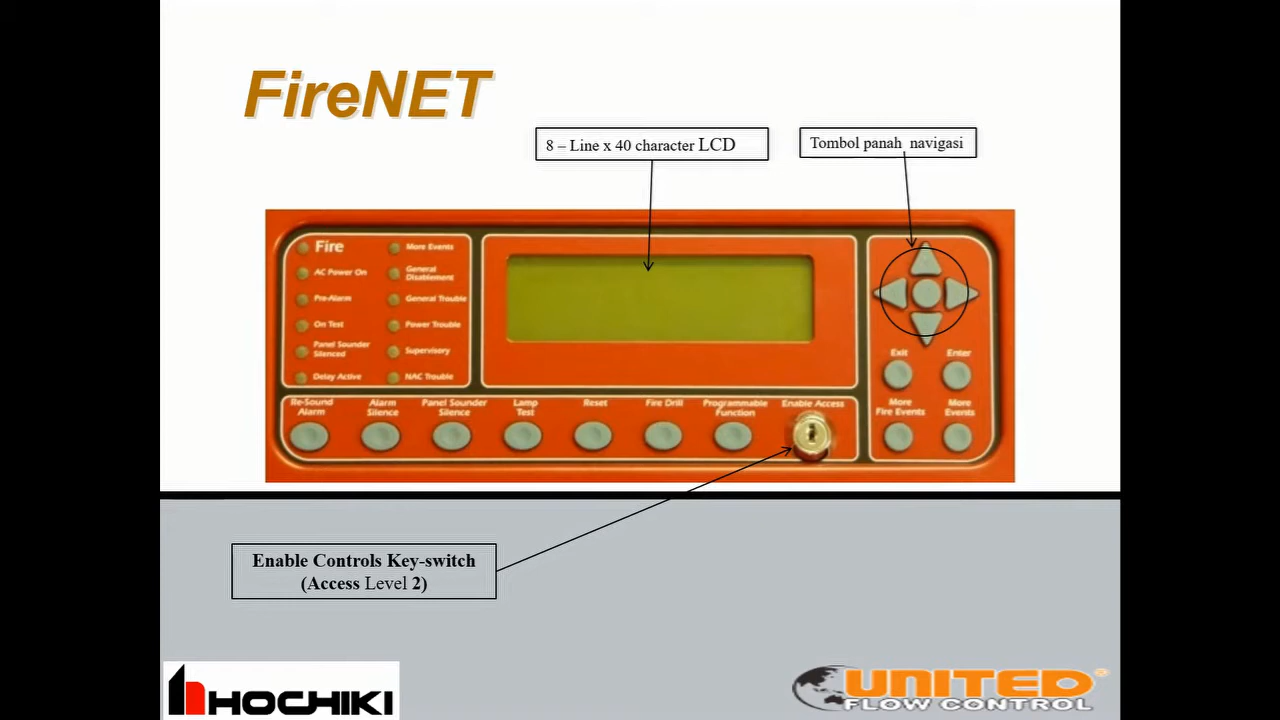 FireNET
8 – Line x 40 character LCD
Tombol panah navigasi
Fire
More Events
AC Power On
General
Disablement
Pre-Alarm
General Trouble
On Test
Power Trouble
Panel Sounder
Silenced
Supervisory
Delay Active
NAC Trouble
Re-Sound
Alarm
Alarm
Silence
Panel Sounder
Silence
Lamp
Test
Reset
Fire Drill
Programmable
Function
Enable Access
Exit
Enter
More
Fire Events
More
Events
Enable Controls Key-switch
(Access Level 2)
HOCHIKI
UNITED
FLOW CONTROL